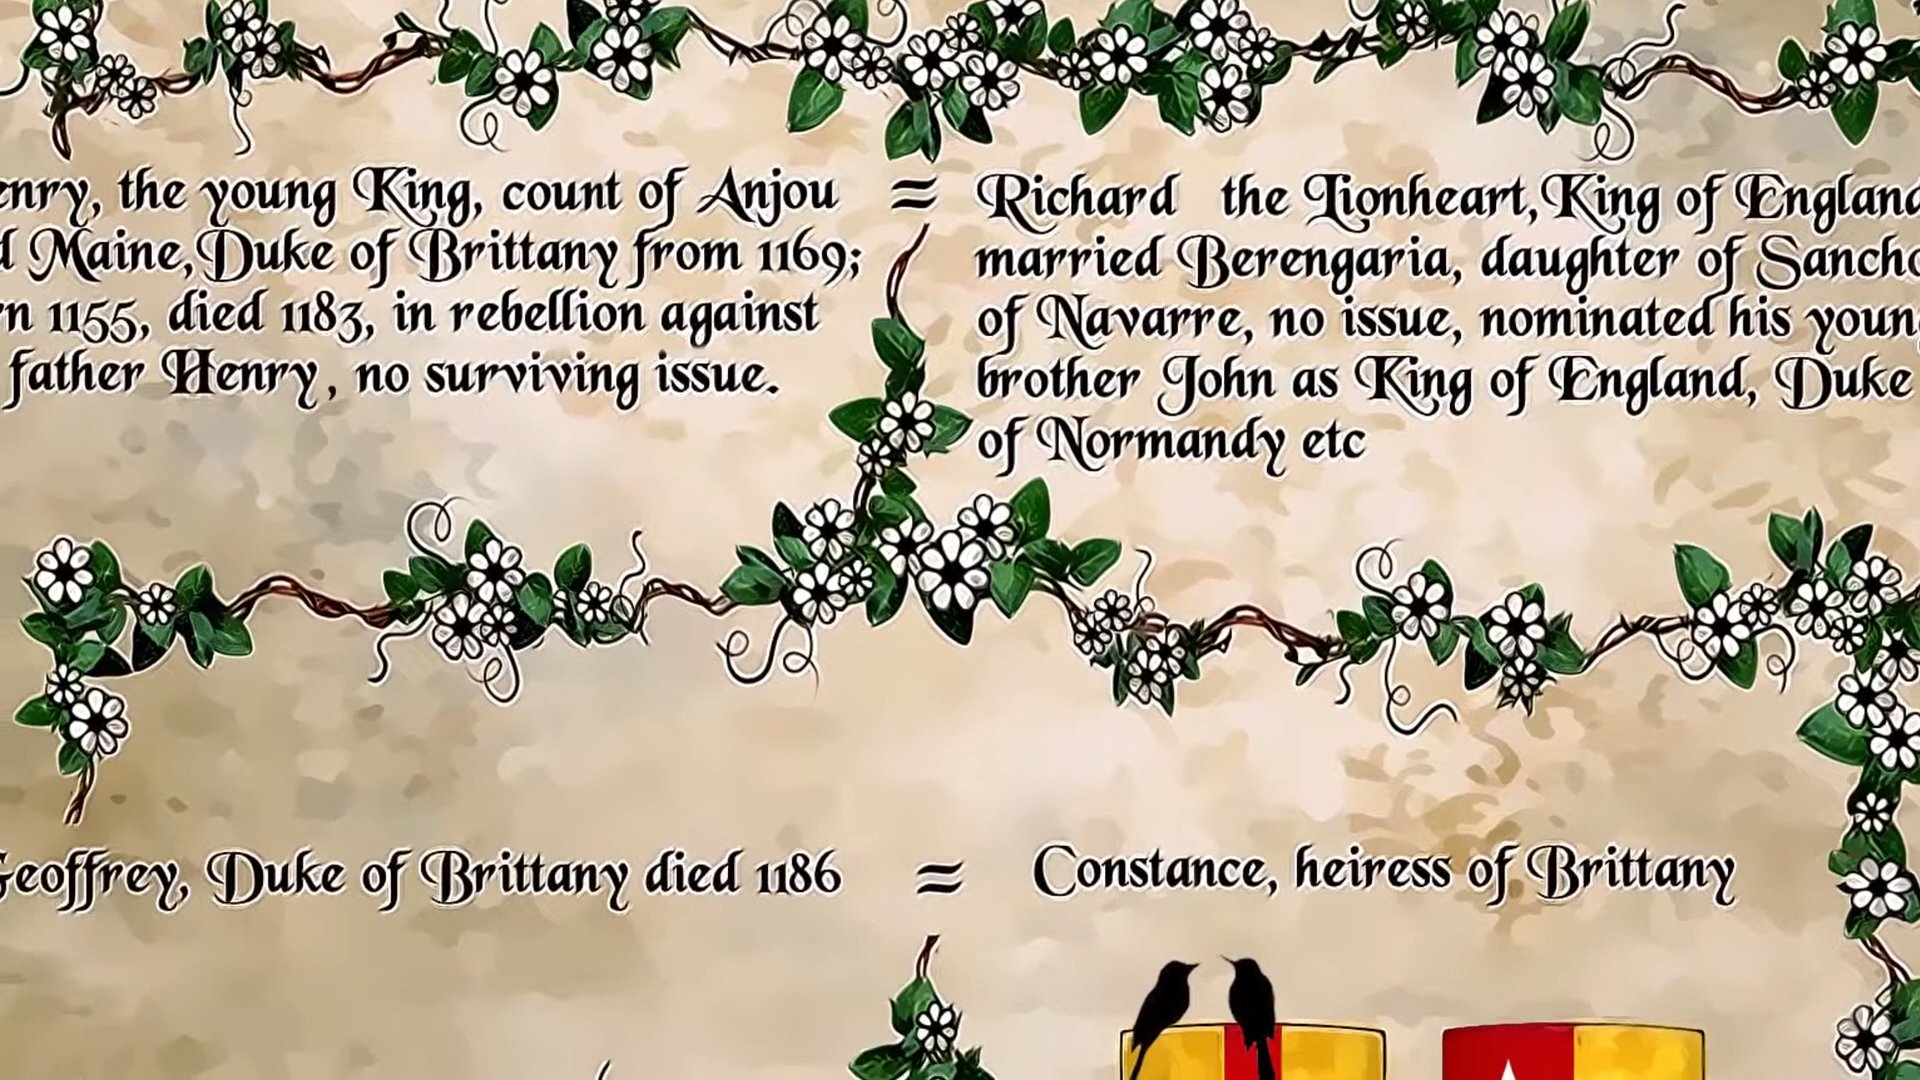 enry, the young King, count of Anjou
d Maine, Duke of Brittany from 1169;
rn 1155, died 1183, in rebellion against
father Henry, no surviving issue.
=
Richard the Lionheart, King of England
married Berengaria, daughter of Sancho
of Navarre, no issue, nominated his youn
brother John as King of England, Duke
of Normandy etc
Geoffrey, Duke of Brittany died 1186
=
Constance, heiress of Brittany